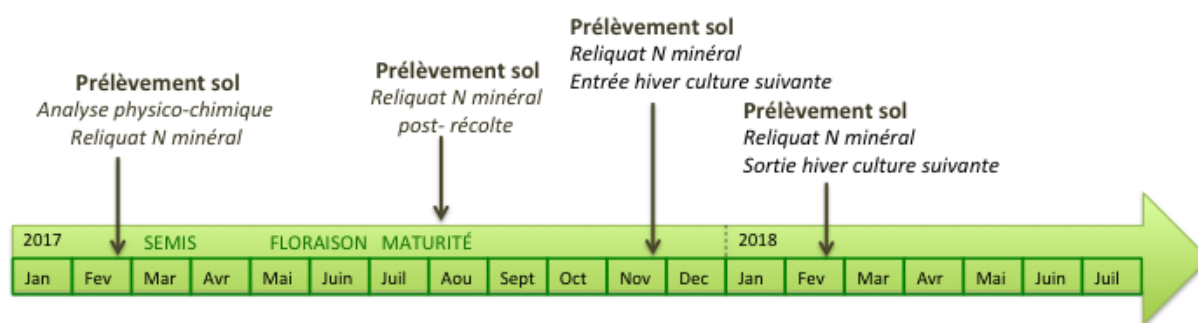 Prélèvement sol
Analyse physico-chimique
Reliquat N minéral
Prélèvement sol
Reliquat N minéral
post- récolte
Prélèvement sol
Reliquat N minéral
Entrée hiver culture suivante
Prélèvement sol
Reliquat N minéral
Sortie hiver culture suivante
2017 SEMIS FLORAISON MATURITÉ 2018
Jan Fev Mar Avr Mai Juin Juil Aou Sept Oct Nov Dec Jan Fev Mar Avr Mai Juin Juil